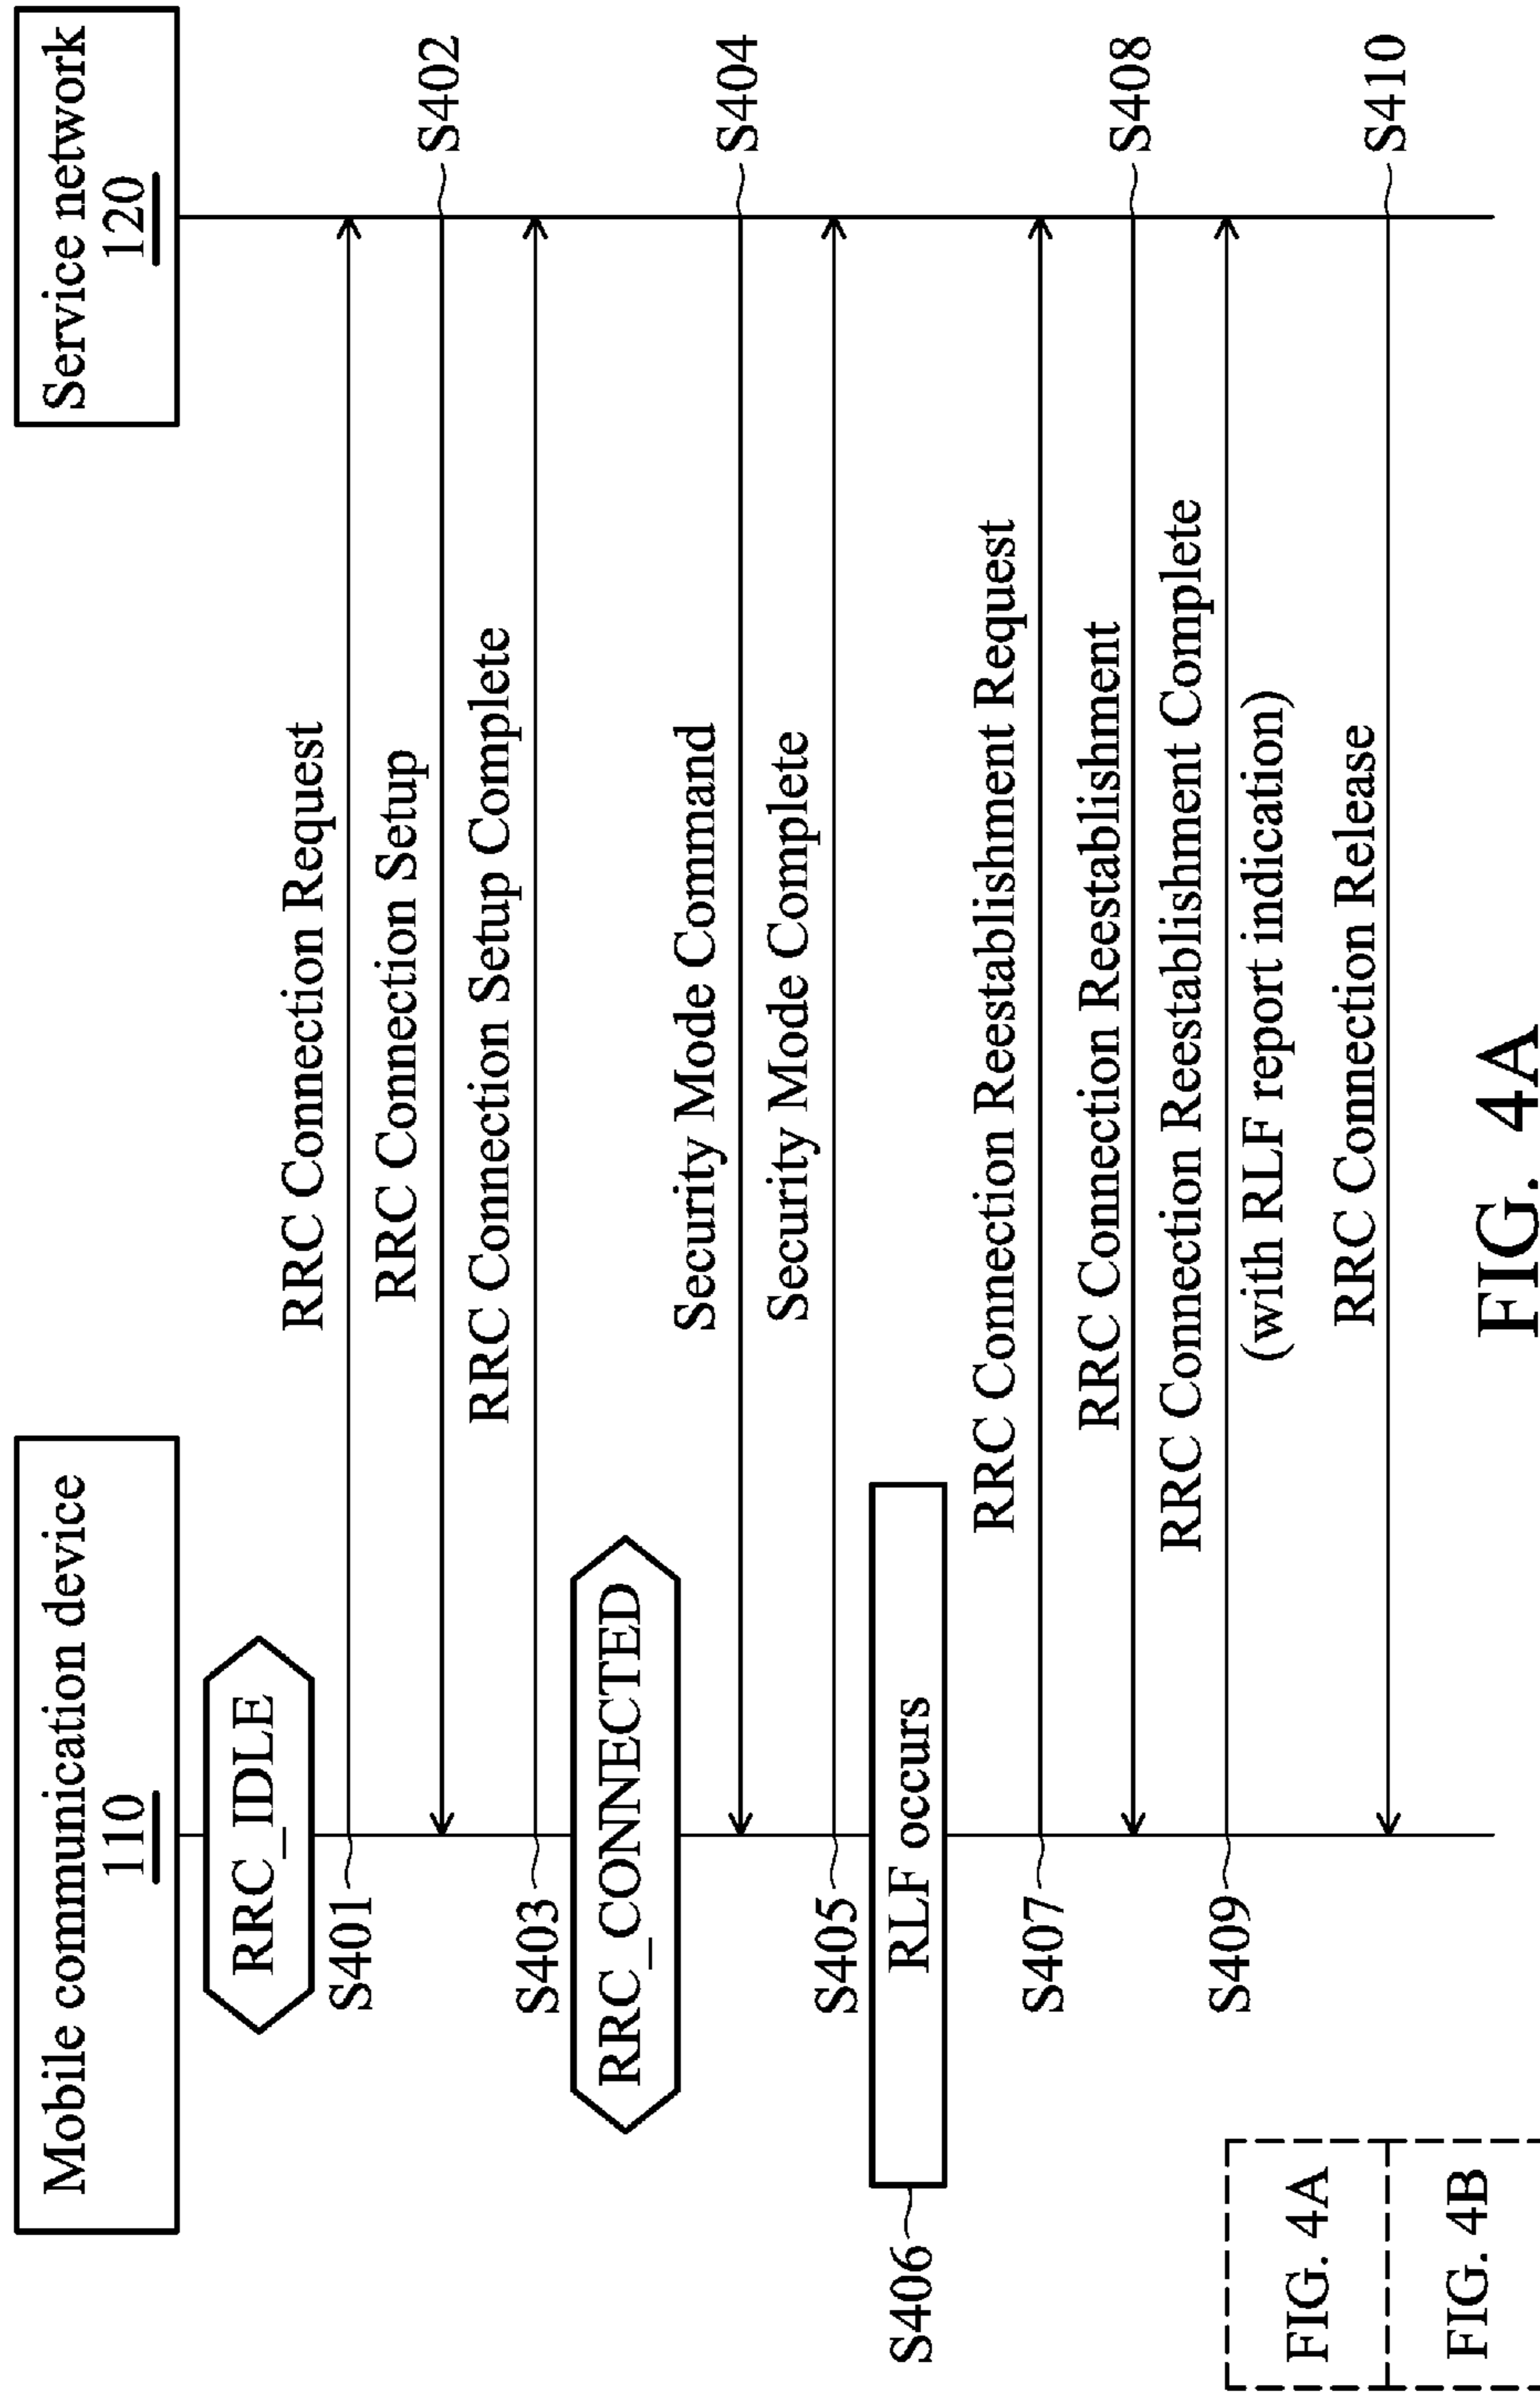 Mobile communication device
110
Service network
120
RRC_IDLE
RRC Connection Request
S401
RRC Connection Setup
S402
RRC Connection Setup Complete
S403
RRC_CONNECTED
Security Mode Command
S404
Security Mode Complete
S405
S406
RLF occurs
RRC Connection Reestablishment Request
S407
RRC Connection Reestablishment
S408
RRC Connection Reestablishment Complete
S409
(with RLF report indication)
RRC Connection Release
S410
FIG. 4A
FIG. 4B
FIG. 4A